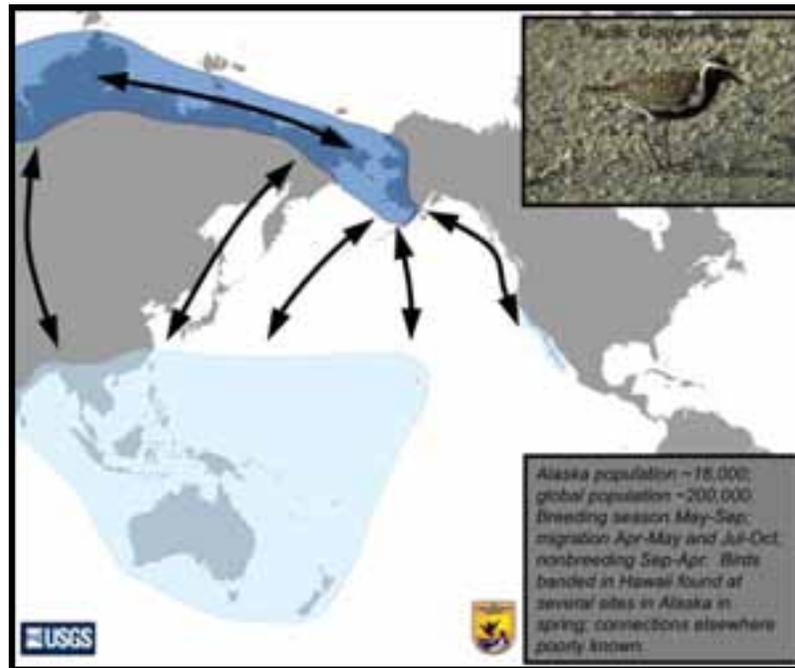 Pacific Golden-Plover
Alaska population ~16,000;
global population ~200,000.
Breeding season May-Sep;
migration Apr-May and Jul-Oct;
nonbreeding Sep-Apr. Birds
banded in Hawaii found at
several sites in Alaska in
spring; connections elsewhere
poorly known.
USGS